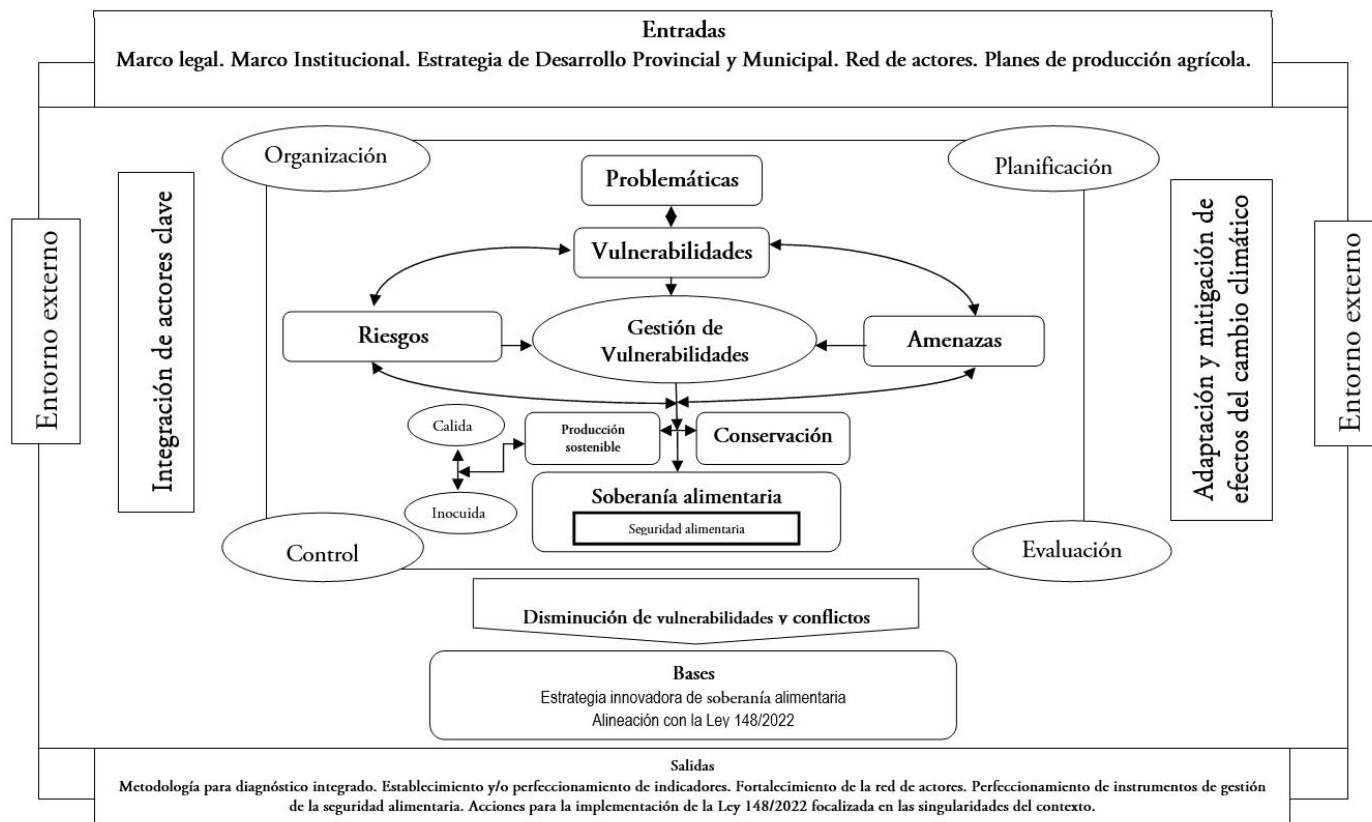 Entradas
Marco legal. Marco Institucional. Estrategia de Desarrollo Provincial y Municipal. Red de actores. Planes de producción agrícola.
Organización
Planificación
Problemáticas
Vulnerabilidades
Riesgos
Gestión de
Vulnerabilidades
Amenazas
Entorno externo
Integración de actores clave
Adaptación y mitigación de
efectos del cambio climático
Entorno externo
Calida
Producción
sostenible
Conservación
Inocuida
Soberanía alimentaria
Seguridad alimentaria
Control
Evaluación
Disminución de vulnerabilidades y conflictos
Bases
Estrategia innovadora de soberanía alimentaria
Alineación con la Ley 148/2022
Salidas
Metodología para diagnóstico integrado. Establecimiento y/o perfeccionamiento de indicadores. Fortalecimiento de la red de actores. Perfeccionamiento de instrumentos de gestión
de la seguridad alimentaria. Acciones para la implementación de la Ley 148/2022 focalizada en las singularidades del contexto.